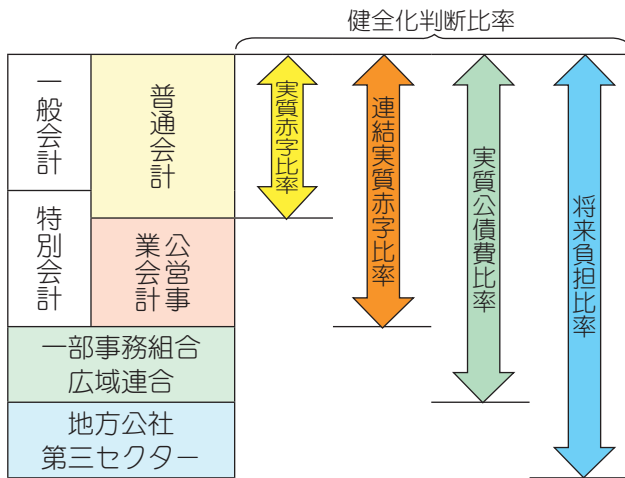 健全化判断比率
一般会計
普通会計
特別会計
公営事
業会計
一部事務組合
広域連合
地方公社
第三セクター
実質赤字比率
連結実質赤字比率
実質公債費比率
将来負担比率